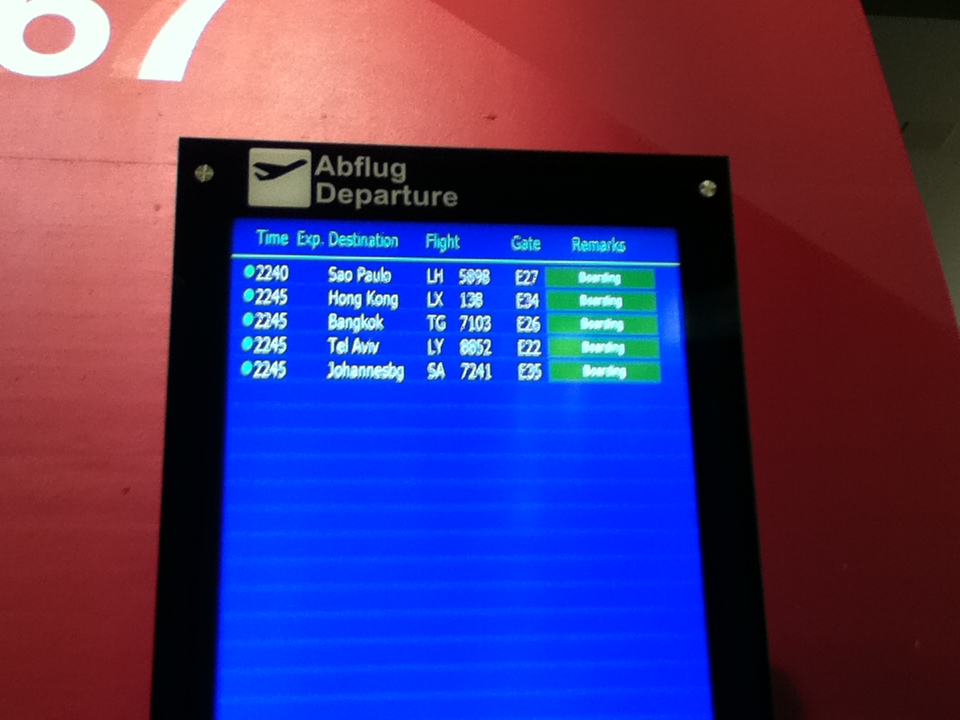 67
Abflug
Departure
Time Exp. Destination Flight Gate Remarks
2240 Sao Paulo LH 5898 E27 Boarding
2245 Hong Kong LX 138 E34 Boarding
2245 Bangkok TG 7103 E26 Boarding
2245 Tel Aviv LY 8852 E22 Boarding
2245 Johannesbg SA 7241 E35 Boarding